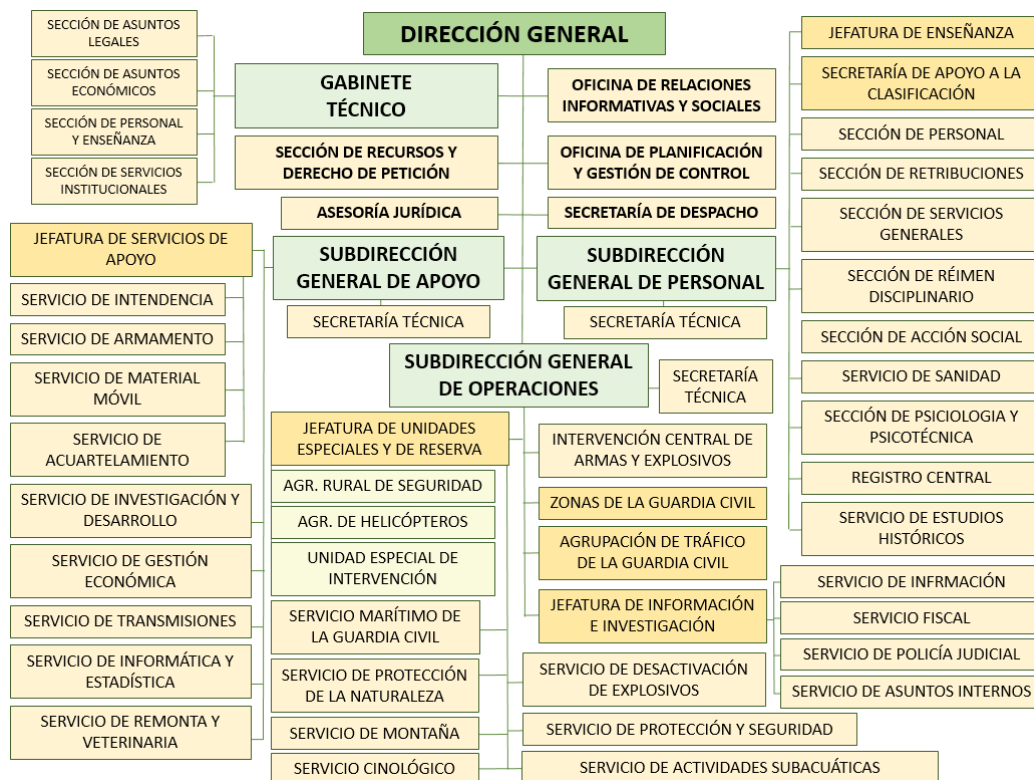 DIRECCIÓN GENERAL
SECCIÓN DE ASUNTOS
LEGALES
SECCIÓN DE ASUNTOS
ECONÓMICOS
SECCIÓN DE PERSONAL
Y ENSEÑANZA
SECCIÓN DE SERVICIOS
INSTITUCIONALES
GABINETE
TÉCNICO
OFICINA DE RELACIONES
INFORMATIVAS Y SOCIALES
SECCIÓN DE RECURSOS Y
DERECHO DE PETICIÓN
OFICINA DE PLANIFICACIÓN
Y GESTIÓN DE CONTROL
ASESORÍA JURÍDICA
SECRETARÍA DE DESPACHO
SUBDIRECCIÓN
GENERAL DE APOYO
SUBDIRECCIÓN
GENERAL DE PERSONAL
SECRETARÍA TÉCNICA
SECRETARÍA TÉCNICA
JEFATURA DE ENSEÑANZA
SECRETARÍA DE APOYO A LA
CLASIFICACIÓN
SECCIÓN DE PERSONAL
SECCIÓN DE RETRIBUCIONES
SECCIÓN DE SERVICIOS
GENERALES
SECCIÓN DE RÉIMEN
DISCIPLINARIO
SECCIÓN DE ACCIÓN SOCIAL
SERVICIO DE SANIDAD
SECCIÓN DE PSICIOLOGIA Y
PSICOTÉCNICA
REGISTRO CENTRAL
SERVICIO DE ESTUDIOS
HISTÓRICOS
JEFATURA DE SERVICIOS DE
APOYO
SERVICIO DE INTENDENCIA
SERVICIO DE ARMAMENTO
SERVICIO DE MATERIAL
MÓVIL
SERVICIO DE
ACUARTELAMIENTO
SERVICIO DE INVESTIGACIÓN Y
DESARROLLO
SERVICIO DE GESTIÓN
ECONÓMICA
SERVICIO DE TRANSMISIONES
SERVICIO DE INFORMÁTICA Y
ESTADÍSTICA
SERVICIO DE REMONTA Y
VETERINARIA
SUBDIRECCIÓN GENERAL
DE OPERACIONES
SECRETARÍA
TÉCNICA
JEFATURA DE UNIDADES
ESPECIALES Y DE RESERVA
AGR. RURAL DE SEGURIDAD
AGR. DE HELICÓPTEROS
UNIDAD ESPECIAL DE
INTERVENCIÓN
SERVICIO MARÍTIMO DE
LA GUARDIA CIVIL
SERVICIO DE PROTECCIÓN
DE LA NATURALEZA
SERVICIO DE MONTAÑA
SERVICIO CINOLÓGICO
INTERVENCIÓN CENTRAL DE
ARMAS Y EXPLOSIVOS
ZONAS DE LA GUARDIA CIVIL
AGRUPACIÓN DE TRÁFICO
DE LA GUARDIA CIVIL
JEFATURA DE INFORMACIÓN
E INVESTIGACIÓN
SERVICIO DE DESACTIVACIÓN
DE EXPLOSIVOS
SERVICIO DE PROTECCIÓN Y SEGURIDAD
SERVICIO DE ACTIVIDADES SUBACUÁTICAS
SERVICIO DE INFRMACIÓN
SERVICIO FISCAL
SERVICIO DE POLICÍA JUDICIAL
SERVICIO DE ASUNTOS INTERNOS